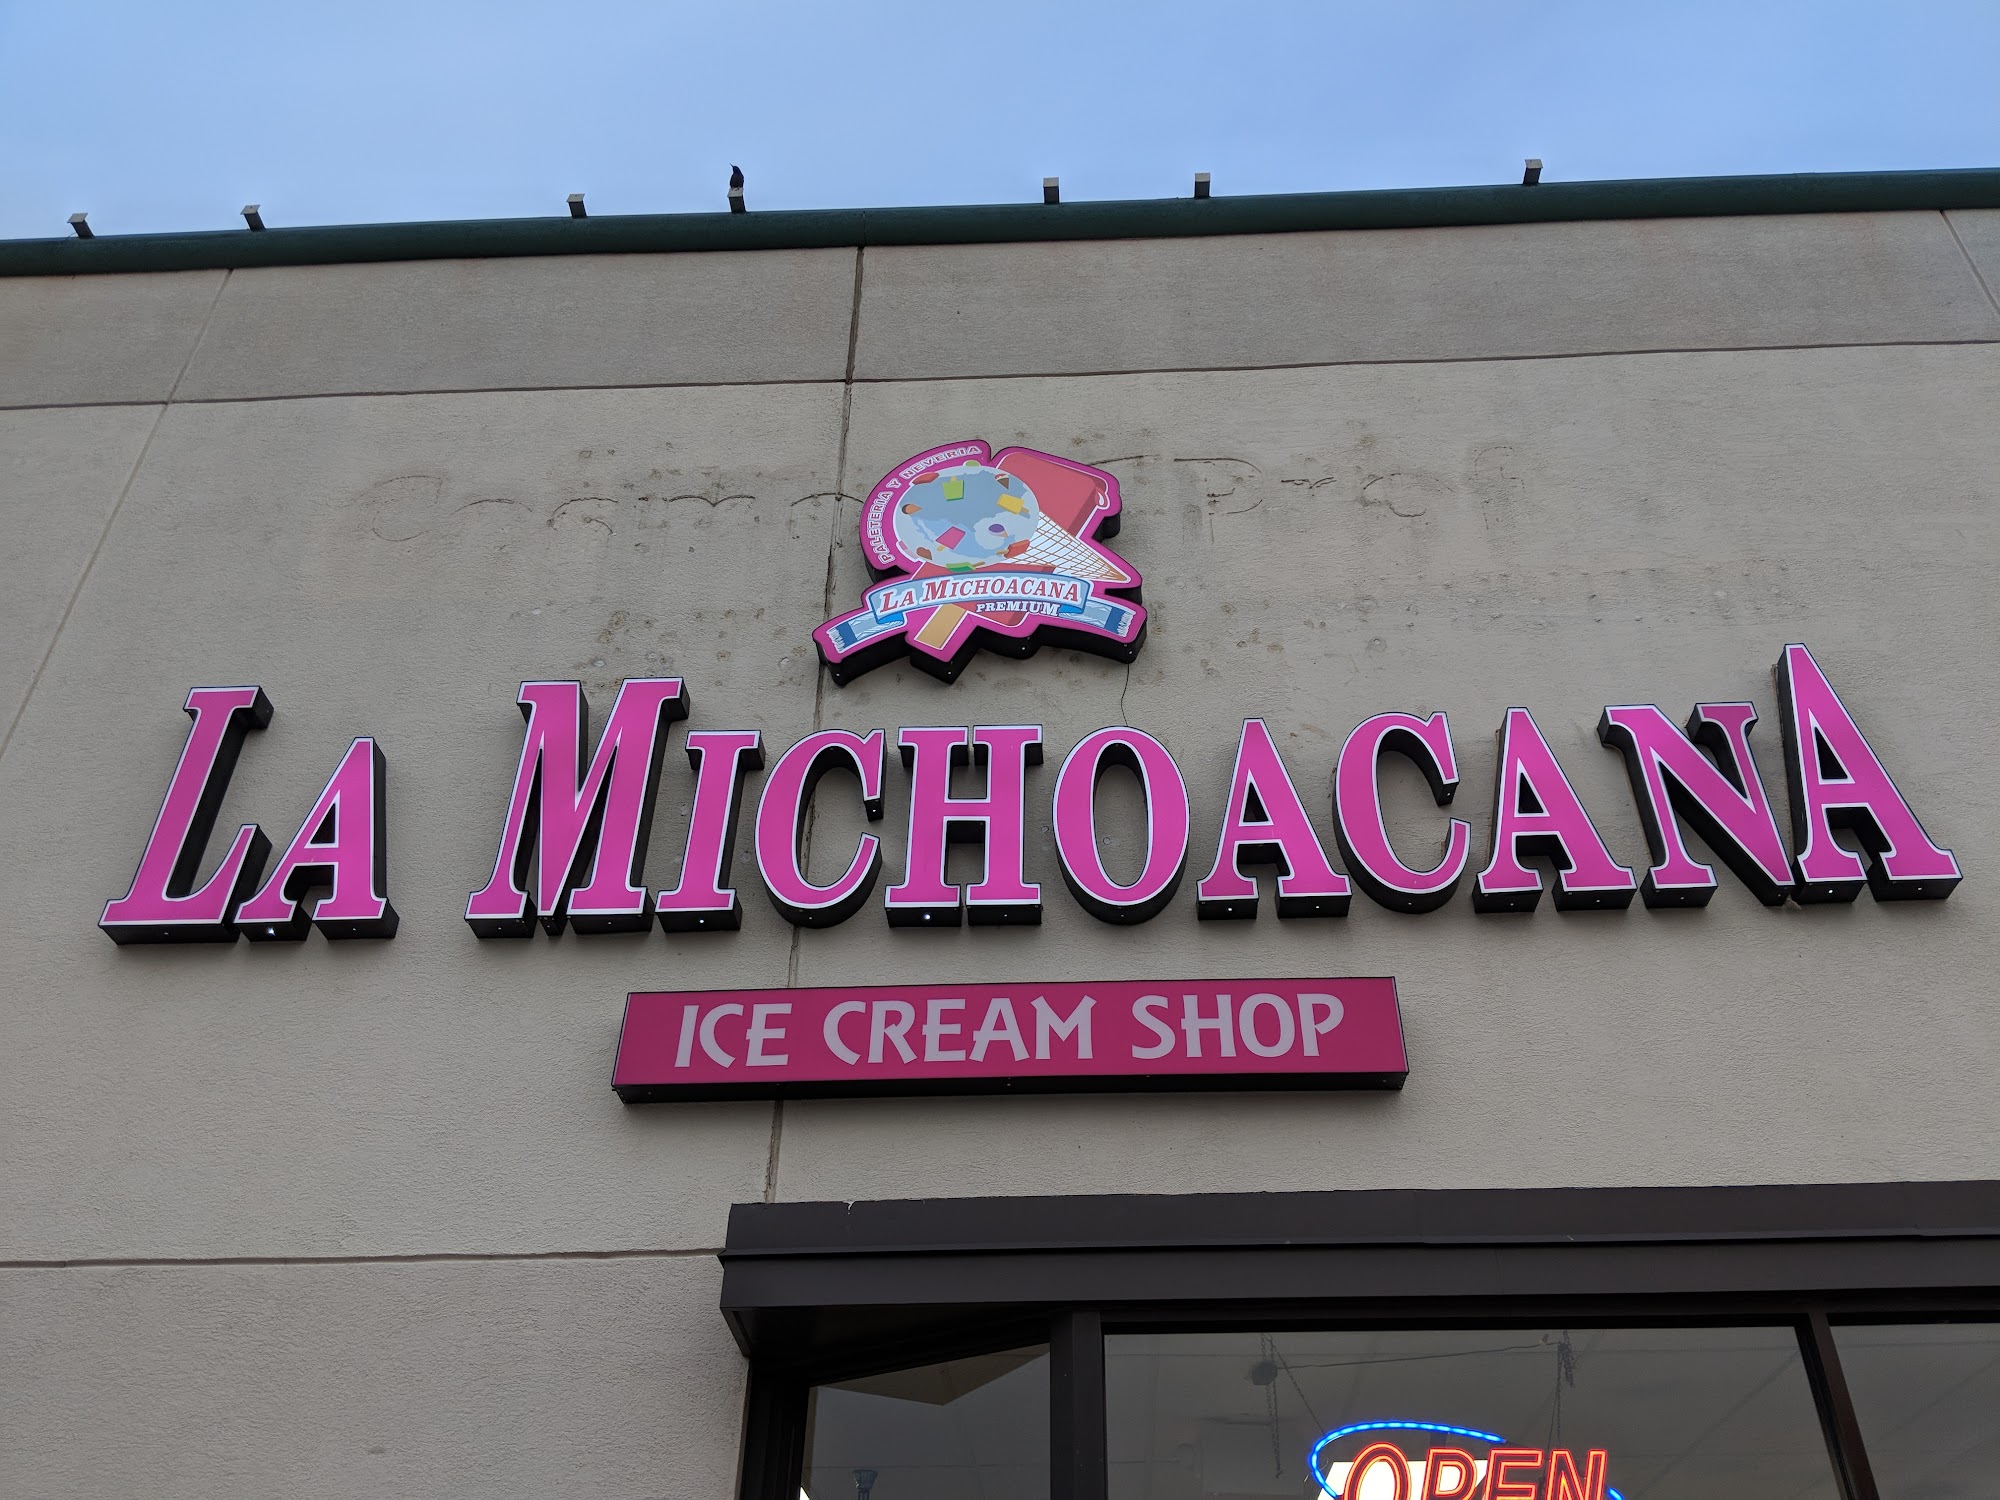 PALETERIA Y NEVERIA
LA MICHOACANA
PREMIUM
LA MICHOACANA
ICE CREAM SHOP
OPEN